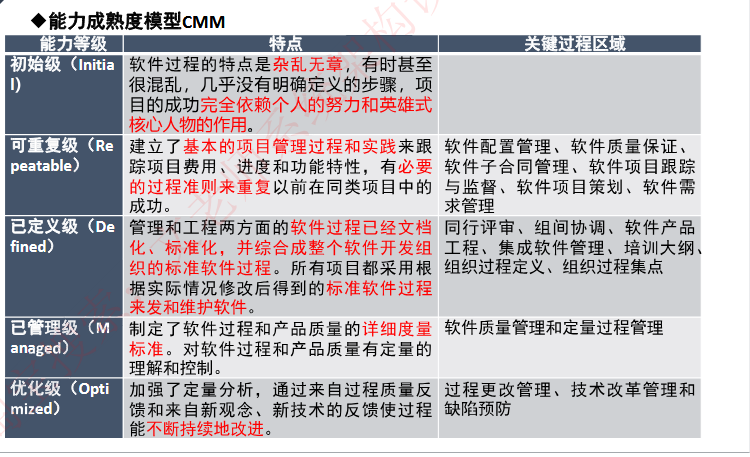 ◆能力成熟度模型CMM
能力等级 特点 关键过程区域
初始级（Initia
l)
软件过程的特点是杂乱无章，有时甚至
很混乱，几乎没有明确定义的步骤，项
目的成功完全依赖个人的努力和英雄式
核心人物的作用。
可重复级（Re
peatable）
建立了基本的项目管理过程和实践来跟
踪项目费用、进度和功能特性，有必要
的过程准则来重复以前在同类项目中的
成功。
软件配置管理、软件质量保证、
软件子合同管理、软件项目跟踪
与监督、软件项目策划、软件需
求管理
已定义级（De
fined）
管理和工程两方面的软件过程已经文档
化、标准化，并综合成整个软件开发组
织的标准软件过程。所有项目都采用根
据实际情况修改后得到的标准软件过程
来发和维护软件。
同行评审、组间协调、软件产品
工程、集成软件管理、培训大纲、
组织过程定义、组织过程集点
已管理级（M
anaged）
制定了软件过程和产品质量的详细度量
标准。对软件过程和产品质量有定量的
理解和控制。
软件质量管理和定量过程管理
优化级（Opti
mized）
加强了定量分析，通过来自过程质量反
馈和来自新观念、新技术的反馈使过程
能不断持续地改进。
过程更改管理、技术改革管理和
缺陷预防